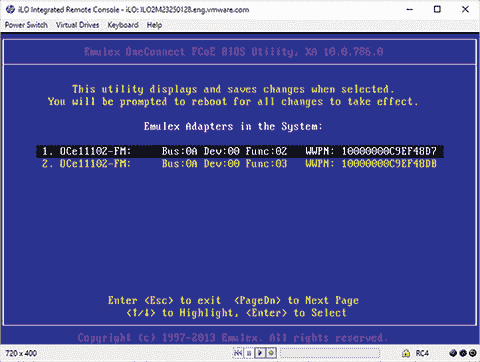 iLO Integrated Remote Console - iLO: ILO2M23250128.eng.vmware.com
Power Switch Virtual Drives Keyboard Help
Emulex OneConnect FCoE BIOS Utility, XA 10.0.786.0
This utility displays and saves changes when selected.
You will be prompted to reboot for all changes to take effect.
Emulex Adapters in the System:
1. OCe11102-FM: Bus:0A Dev:00 Func:02 WWPN: 10000000C9EF48D7
2. OCe11102-FM: Bus:0A Dev:00 Func:03 WWPN: 10000000C9EF48DB
Enter <Esc> to exit <PageDn> to Next Page
<↑/↓> to Highlight, <Enter> to Select
Copyright (c) 1997-2013 Emulex. All rights reserved.
720 x 400
RC4